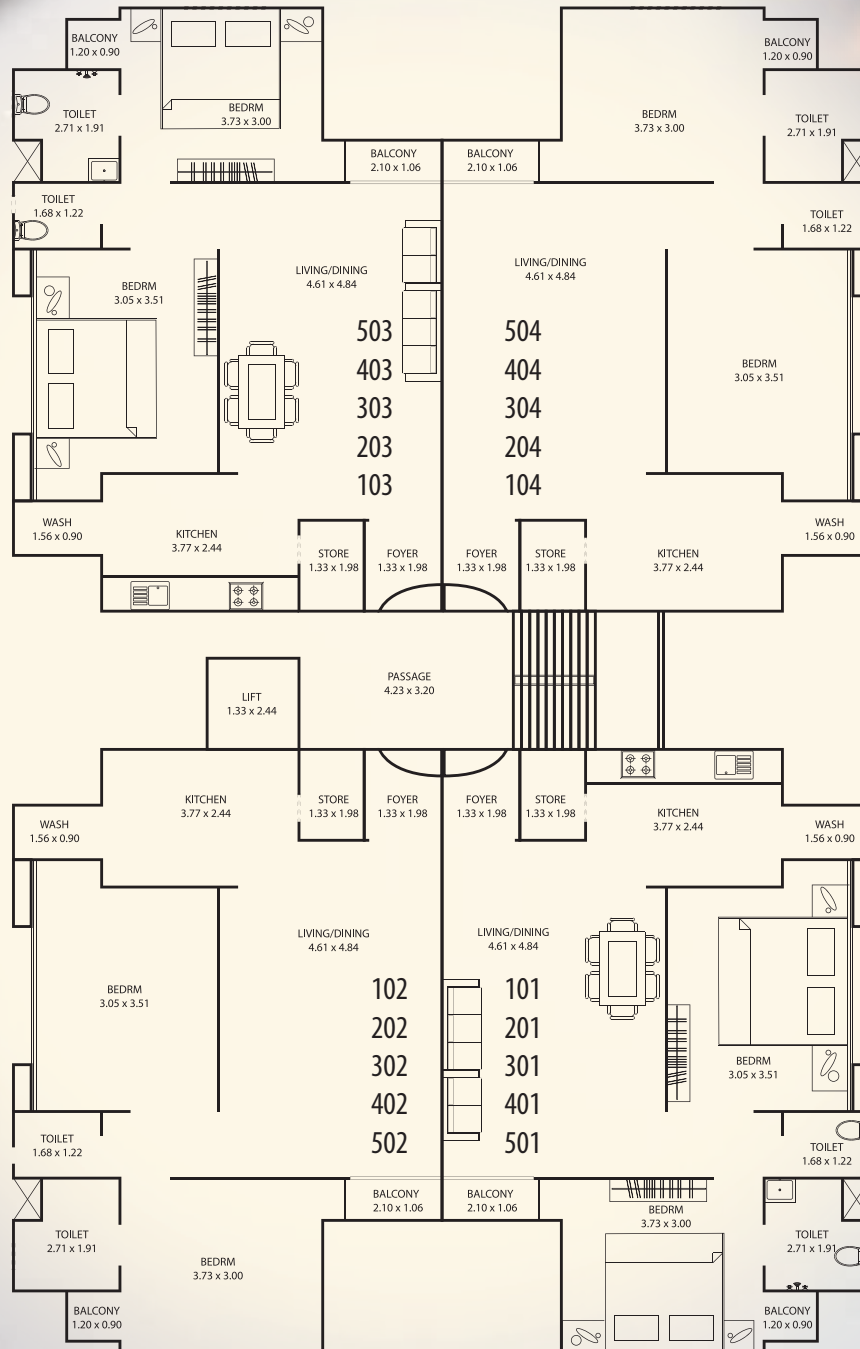 BALCONY
1.20 x 0.90
TOILET
2.71 x 1.91
BEDRM
3.73 x 3.00
BALCONY
2.10 x 1.06
TOILET
1.68 x 1.22
BEDRM
3.05 x 3.51
LIVING/DINING
4.61 x 4.84
503
403
303
203
103
WASH
1.56 x 0.90
KITCHEN
3.77 x 2.44
STORE
1.33 x 1.98
FOYER
1.33 x 1.98
BALCONY
1.20 x 0.90
BEDRM
3.73 x 3.00
TOILET
2.71 x 1.91
BALCONY
2.10 x 1.06
TOILET
1.68 x 1.22
LIVING/DINING
4.61 x 4.84
504
404
304
204
104
BEDRM
3.05 x 3.51
FOYER
1.33 x 1.98
STORE
1.33 x 1.98
KITCHEN
3.77 x 2.44
WASH
1.56 x 0.90
LIFT
1.33 x 2.44
PASSAGE
4.23 x 3.20
KITCHEN
3.77 x 2.44
STORE
1.33 x 1.98
FOYER
1.33 x 1.98
WASH
1.56 x 0.90
LIVING/DINING
4.61 x 4.84
BEDRM
3.05 x 3.51
102
202
302
402
502
TOILET
1.68 x 1.22
BALCONY
2.10 x 1.06
TOILET
2.71 x 1.91
BEDRM
3.73 x 3.00
BALCONY
1.20 x 0.90
FOYER
1.33 x 1.98
STORE
1.33 x 1.98
KITCHEN
3.77 x 2.44
WASH
1.56 x 0.90
LIVING/DINING
4.61 x 4.84
101
201
301
401
501
BEDRM
3.05 x 3.51
TOILET
1.68 x 1.22
BALCONY
2.10 x 1.06
BEDRM
3.73 x 3.00
TOILET
2.71 x 1.91
BALCONY
1.20 x 0.90